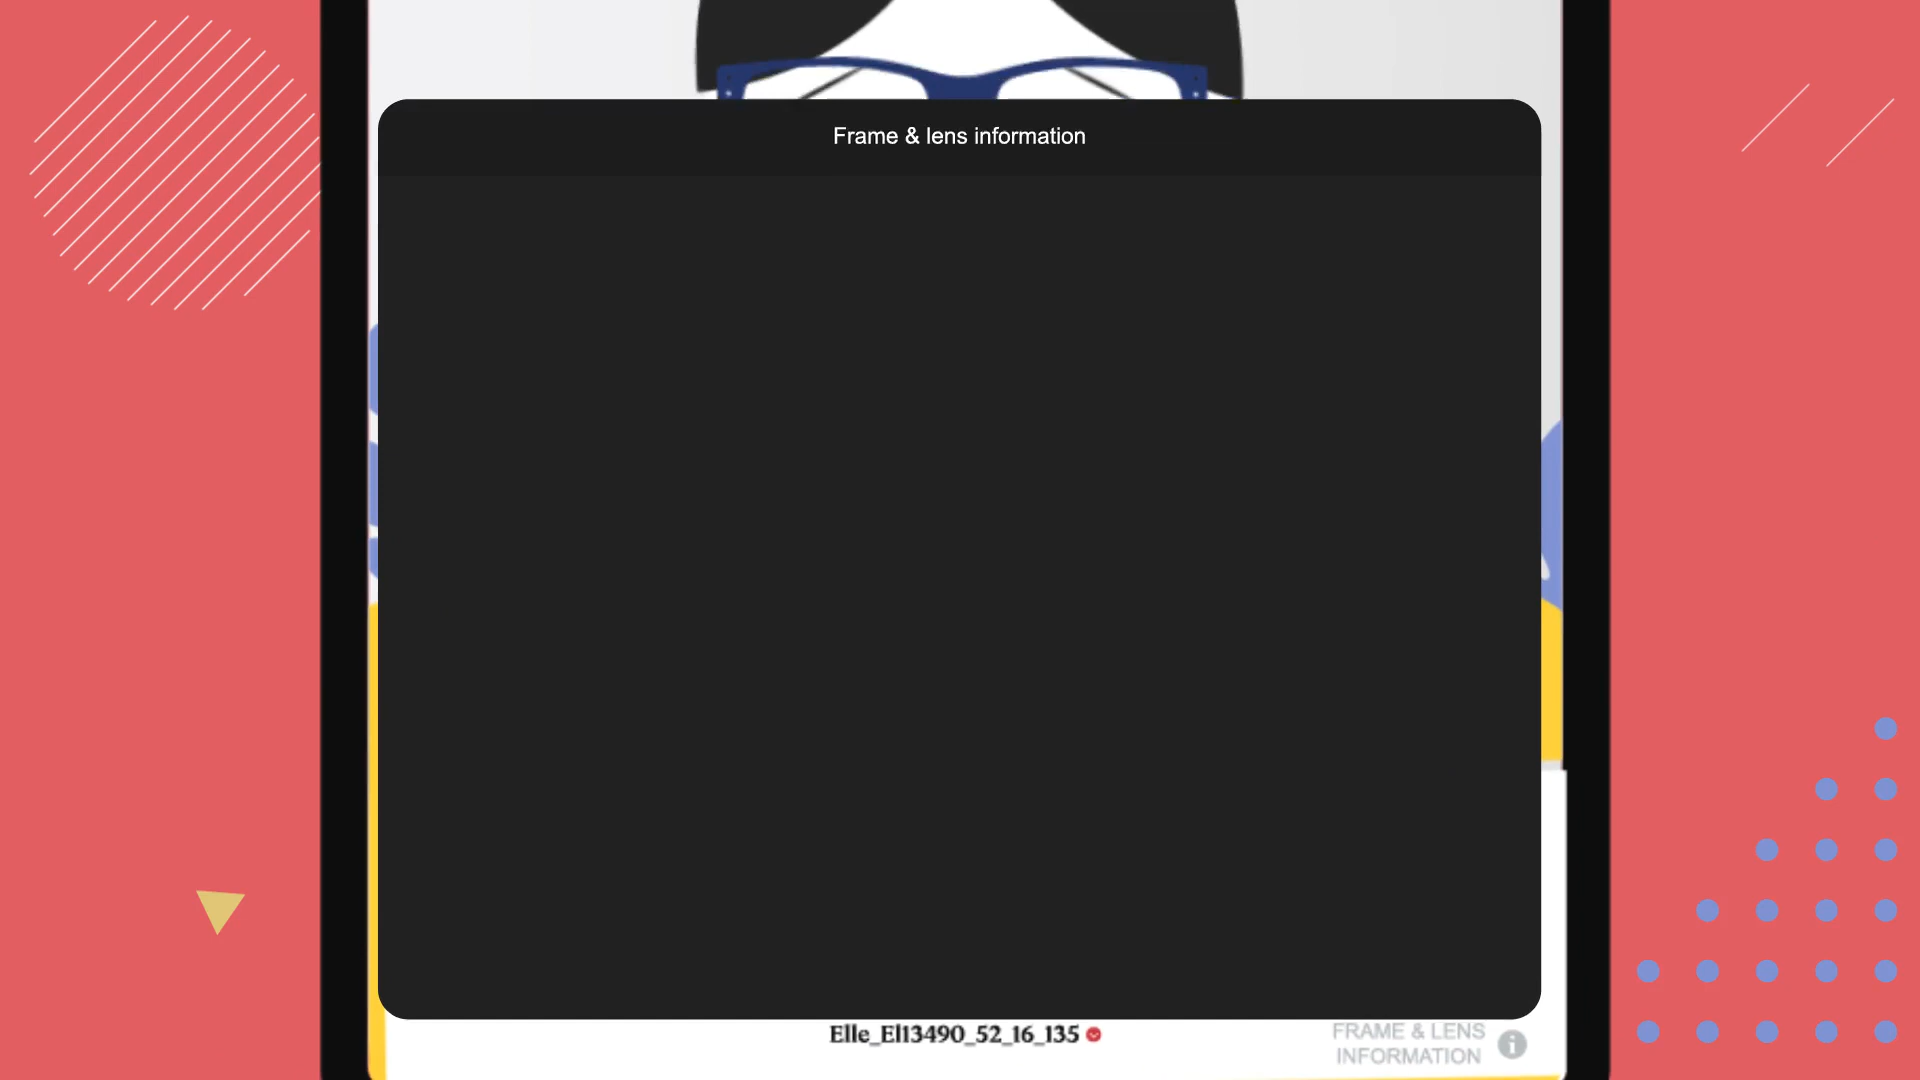 Frame & lens information
Elle_El13490_52_16_135
FRAME & LENS
INFORMATION